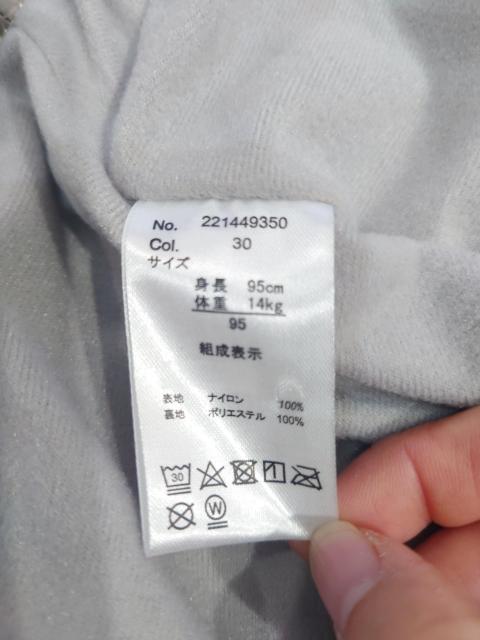 No. 221449350
Col. 30
サイズ
身長 95cm
体重 14kg
95
組成表示
表地 ナイロン 100%
裏地 ポリエステル 100%
30
W